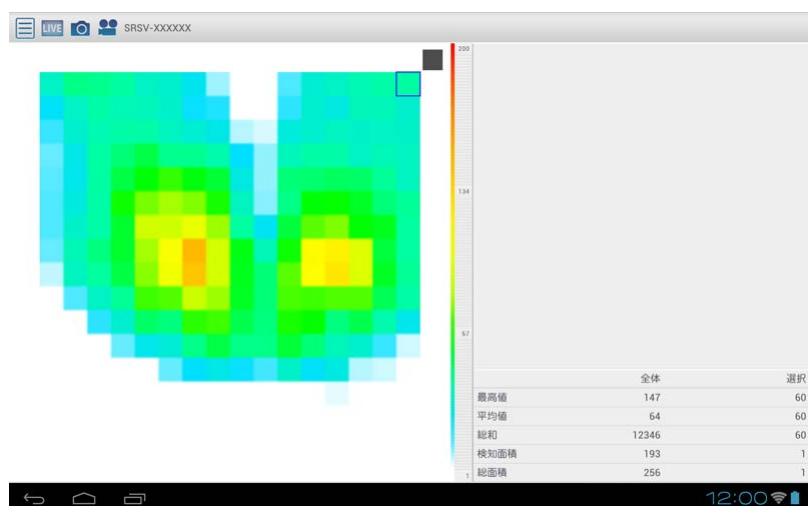 LIVE SRSV-XXXXXX
200
134
67
1
全体 選択
最高値 147 60
平均値 64 60
総和 12346 60
検知面積 193 1
総面積 256 1
12:00